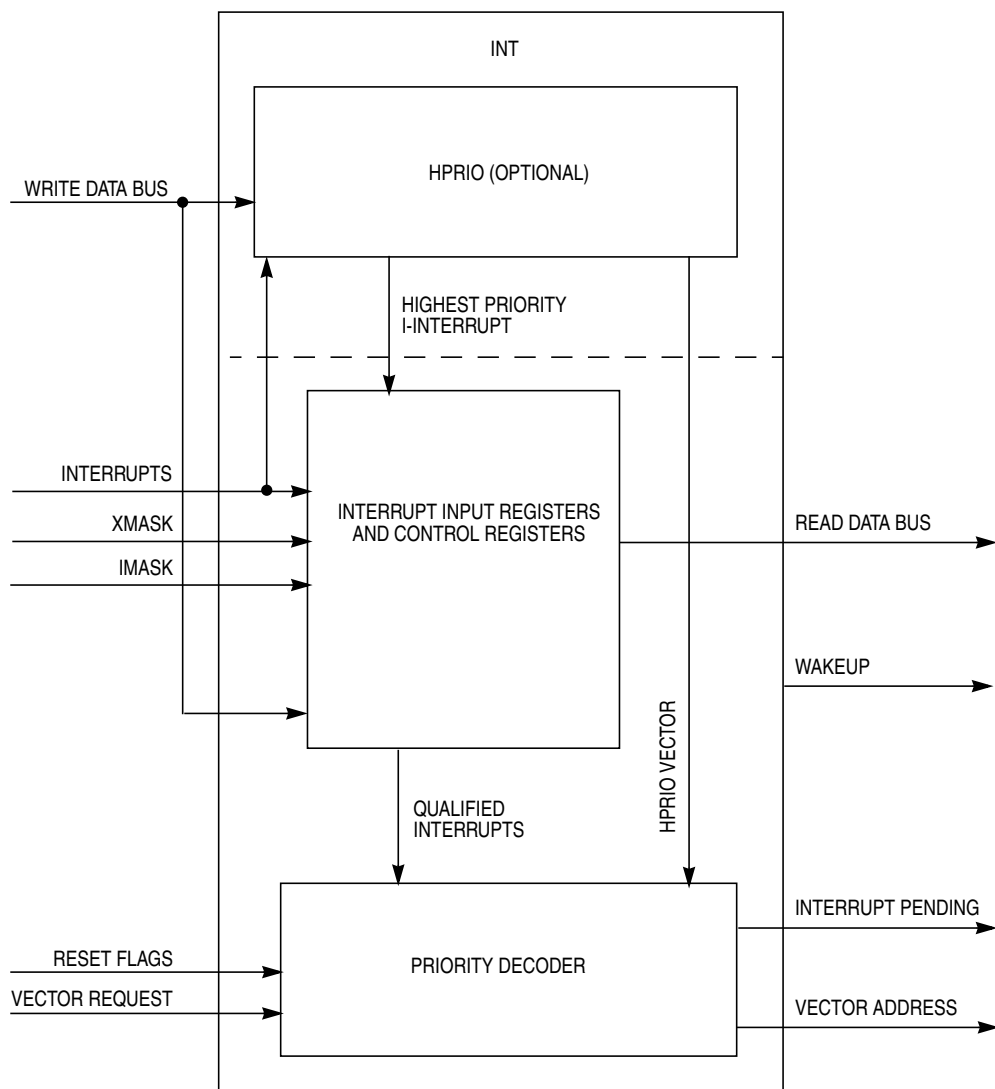 INT
HPRIO (OPTIONAL)
WRITE DATA BUS
HIGHEST PRIORITY
I-INTERRUPT
INTERRUPTS
XMASK
IMASK
INTERRUPT INPUT REGISTERS
AND CONTROL REGISTERS
READ DATA BUS
WAKEUP
HPRIO VECTOR
QUALIFIED
INTERRUPTS
INTERRUPT PENDING
RESET FLAGS
PRIORITY DECODER
VECTOR REQUEST
VECTOR ADDRESS